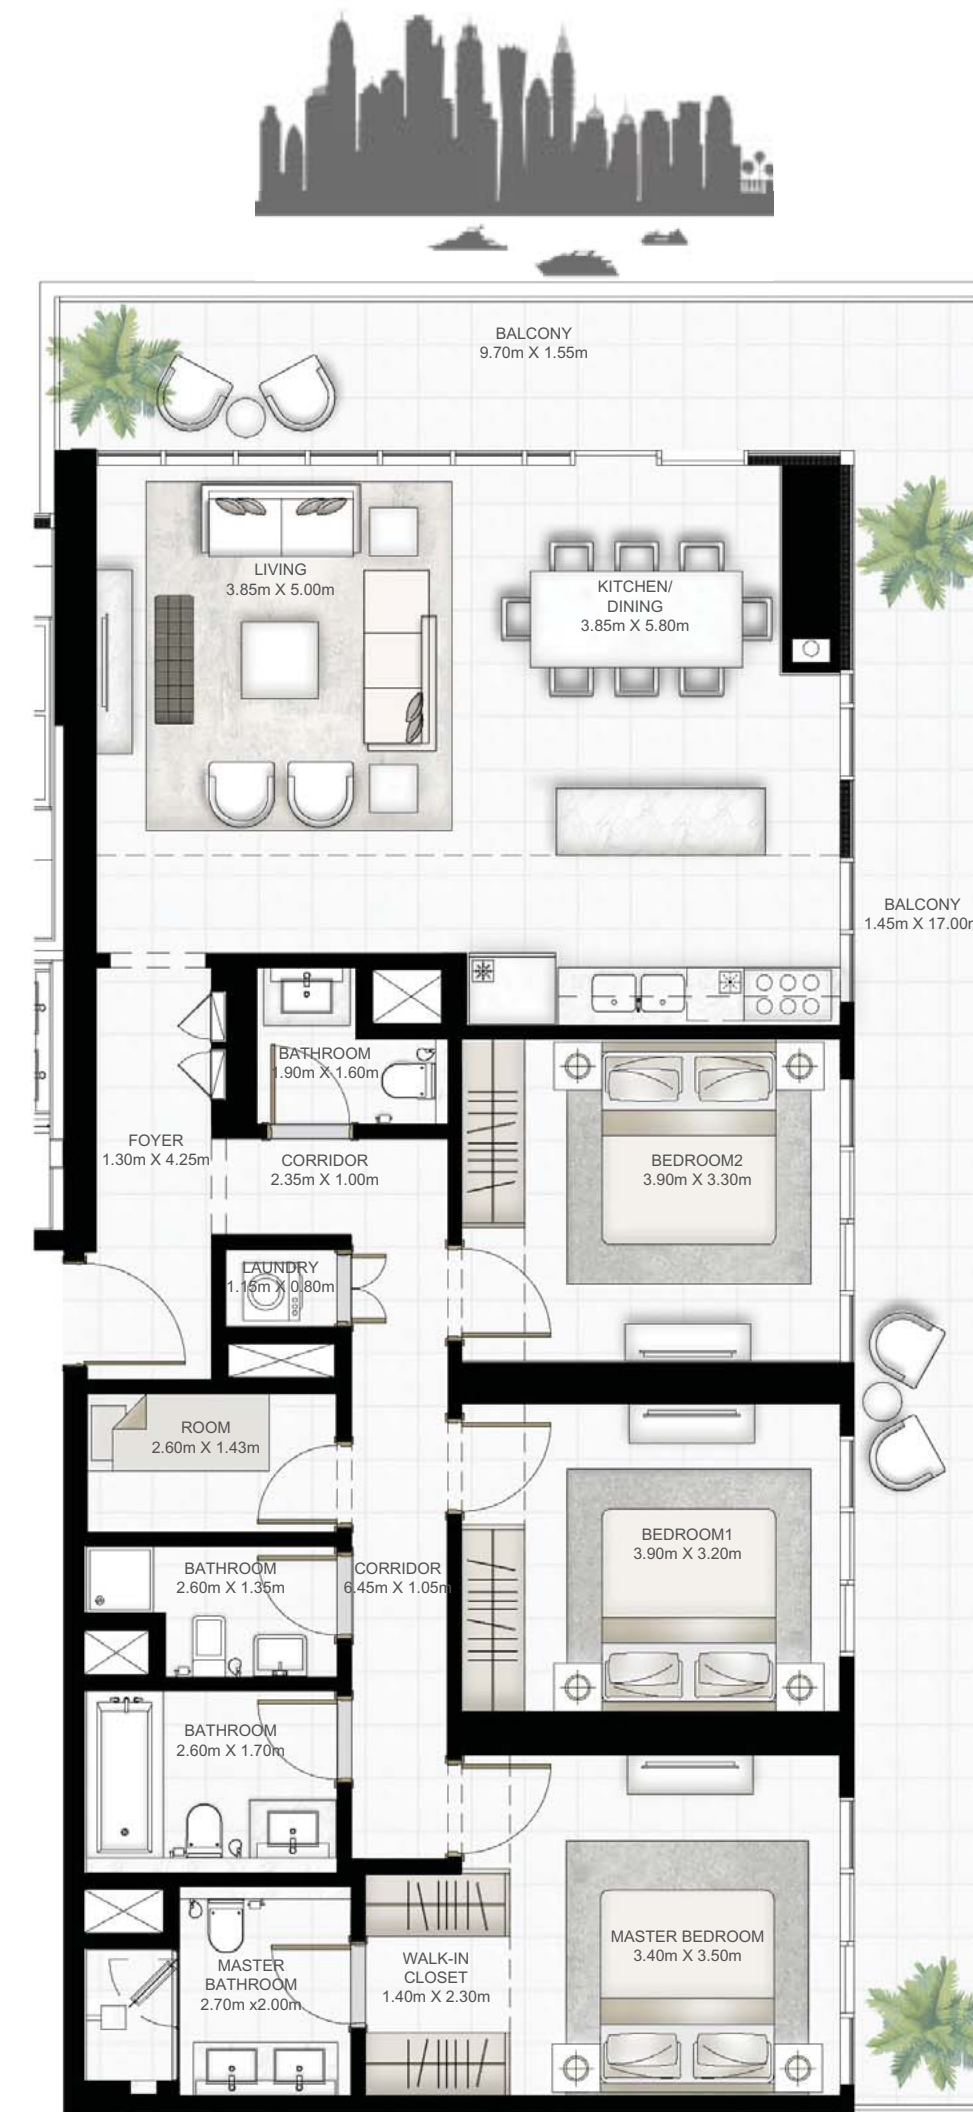 BALCONY
9.70m X 1.55m
LIVING
3.85m X 5.00m
KITCHEN/
DINING
3.85m X 5.80m
BALCONY
1.45m X 17.00m
BATHROOM
1.90m X 1.60m
FOYER
1.30m X 4.25m
CORRIDOR
2.35m X 1.00m
BEDROOM2
3.90m X 3.30m
LAUNDRY
1.15m X 0.80m
ROOM
2.60m X 1.43m
BEDROOM1
3.90m X 3.20m
BATHROOM
2.60m X 1.35m
CORRIDOR
6.45m X 1.05m
BATHROOM
2.60m X 1.70m
MASTER BEDROOM
3.40m X 3.50m
MASTER
BATHROOM
2.70m x2.00m
WALK-IN
CLOSET
1.40m X 2.30m